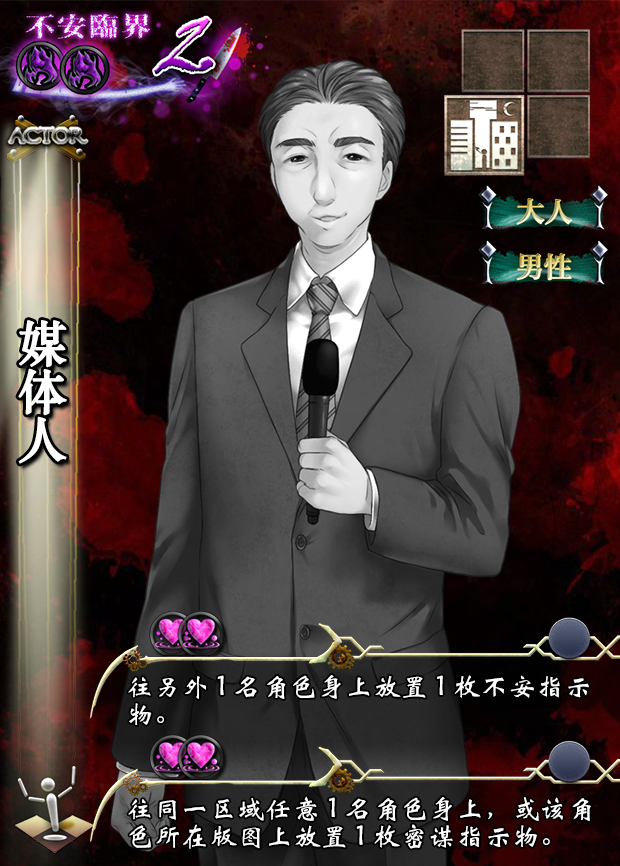 不安臨界
2
ACTOR
大人
男性
媒体人
往另外1名角色身上放置1枚不安指示
物。
往同一区域任意1名角色身上，或该角
色所在版图上放置1枚密谋指示物。